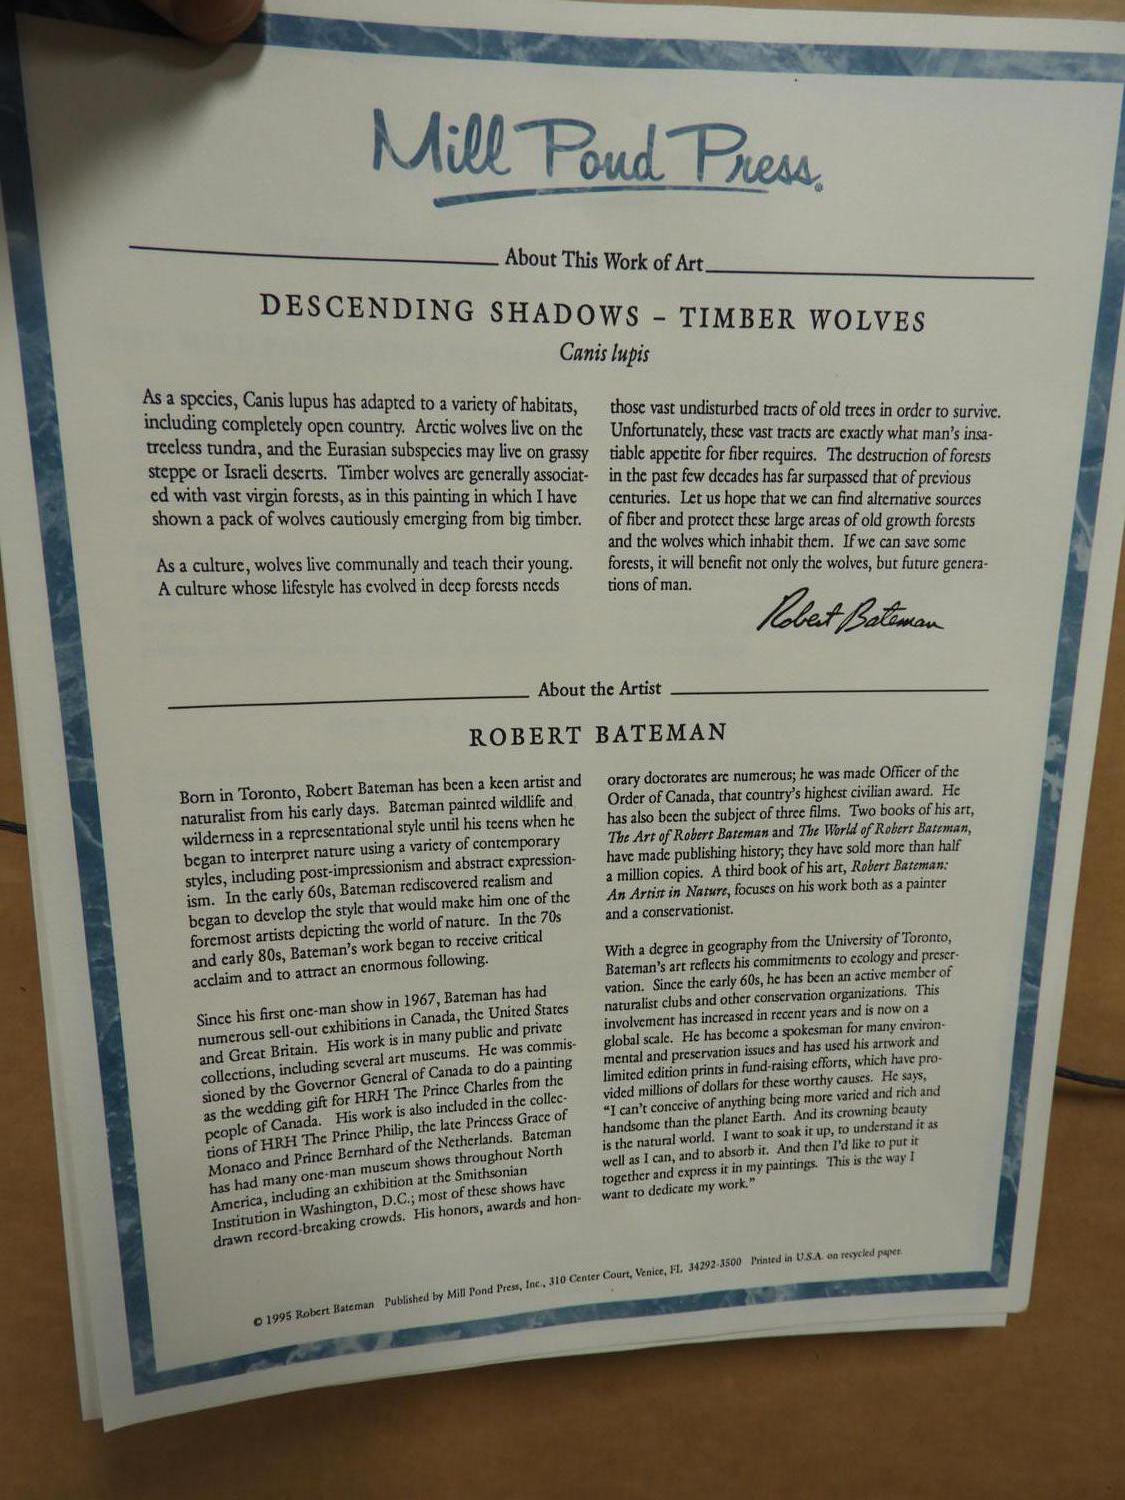 Mill Pond Press®
About This Work of Art
DESCENDING SHADOWS – TIMBER WOLVES
Canis lupis
As a species, Canis lupus has adapted to a variety of habitats,
including completely open country. Arctic wolves live on the
treeless tundra, and the Eurasian subspecies may live on grassy
steppe or Israeli deserts. Timber wolves are generally associat-
ed with vast virgin forests, as in this painting in which I have
shown a pack of wolves cautiously emerging from big timber.
As a culture, wolves live communally and teach their young.
A culture whose lifestyle has evolved in deep forests needs
those vast undisturbed tracts of old trees in order to survive.
Unfortunately, these vast tracts are exactly what man's insa-
tiable appetite for fiber requires. The destruction of forests
in the past few decades has far surpassed that of previous
centuries. Let us hope that we can find alternative sources
of fiber and protect these large areas of old growth forests
and the wolves which inhabit them. If we can save some
forests, it will benefit not only the wolves, but future genera-
tions of man.
Robert Bateman
About the Artist
ROBERT BATEMAN
Born in Toronto, Robert Bateman has been a keen artist and
naturalist from his early days. Bateman painted wildlife and
wilderness in a representational style until his teens when he
began to interpret nature using a variety of contemporary
styles, including post-impressionism and abstract expression-
ism. In the early 60s, Bateman rediscovered realism and
began to develop the style that would make him one of the
foremost artists depicting the world of nature. In the 70s
and early 80s, Bateman's work began to receive critical
acclaim and to attract an enormous following.
Since his first one-man show in 1967, Bateman has had
numerous sell-out exhibitions in Canada, the United States
and Great Britain. His work is in many public and private
collections, including several art museums. He was commis-
sioned by the Governor General of Canada to do a painting
as the wedding gift for HRH The Prince Charles from the
people of Canada. His work is also included in the collec-
tions of HRH The Prince Philip, the late Princess Grace of
Monaco and Prince Bernhard of the Netherlands. Bateman
has had many one-man museum shows throughout North
America, including an exhibition at the Smithsonian
Institution in Washington, D.C.; most of these shows have
drawn record-breaking crowds. His honors, awards and hon-
orary doctorates are numerous; he was made Officer of the
Order of Canada, that country's highest civilian award. He
has also been the subject of three films. Two books of his art,
The Art of Robert Bateman and The World of Robert Bateman,
have made publishing history; they have sold more than half
a million copies. A third book of his art, Robert Bateman:
An Artist in Nature, focuses on his work both as a painter
and a conservationist.
With a degree in geography from the University of Toronto,
Bateman's art reflects his commitments to ecology and preser-
vation. Since the early 60s, he has been an active member of
naturalist clubs and other conservation organizations. This
involvement has increased in recent years and is now on a
global scale. He has become a spokesman for many environ-
mental and preservation issues and has used his artwork and
limited edition prints in fund-raising efforts, which have pro-
vided millions of dollars for these worthy causes. He says,
"I can't conceive of anything being more varied and rich and
handsome than the planet Earth. And its crowning beauty
is the natural world. I want to soak it up, to understand it as
well as I can, and to absorb it. And then I'd like to put it
together and express it in my paintings. This is the way I
want to dedicate my work."
© 1995 Robert Bateman Published by Mill Pond Press, Inc., 310 Center Court, Venice, FL 34292-3500 Printed in U.S.A. on recycled paper.